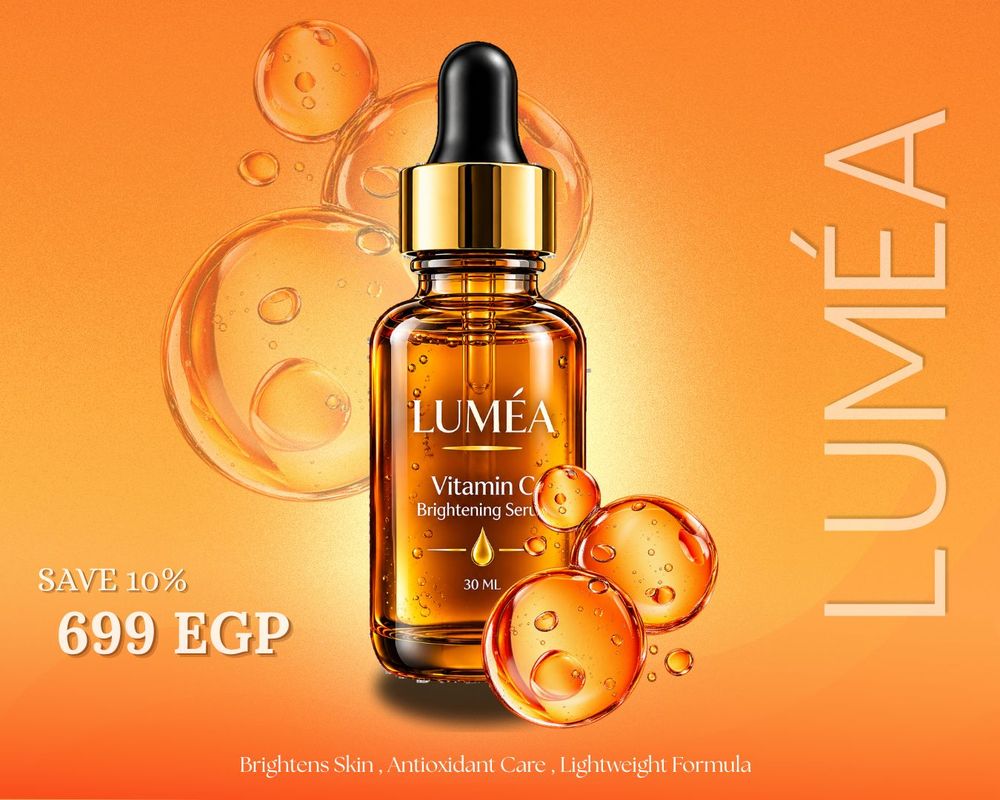 LUMÉA
Vitamin C
Brightening
30 ML
LUMÉA
SAVE 10%
699 EGP
Brightens Skin , Antioxidant Care , Lightweight Formula